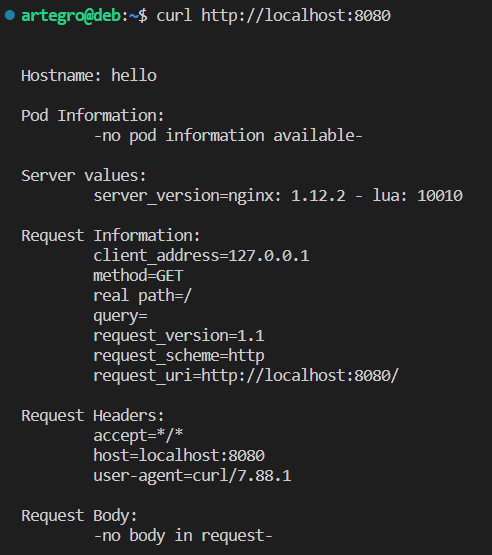 artegro@deb:~$ curl http://localhost:8080
Hostname: hello
Pod Information:
-no pod information available-
Server values:
server_version=nginx: 1.12.2 - lua: 10010
Request Information:
client_address=127.0.0.1
method=GET
real path=/
query=
request_version=1.1
request_scheme=http
request_uri=http://localhost:8080/
Request Headers:
accept=*/*
host=localhost:8080
user-agent=curl/7.88.1
Request Body:
-no body in request-